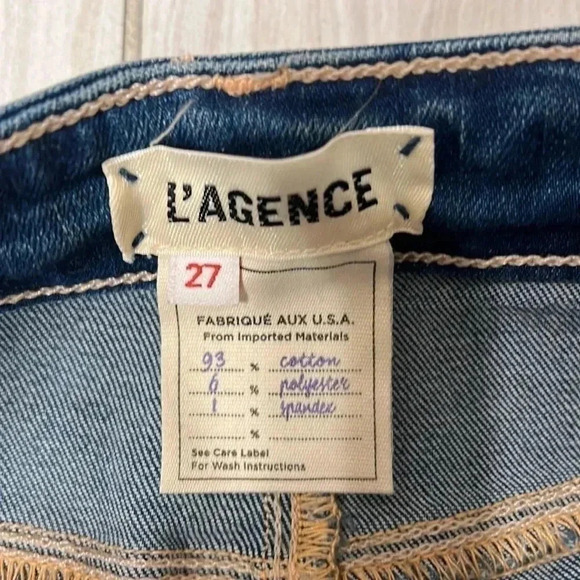 L'AGENCE
27
FABRIQUÉ AUX U.S.A.
From Imported Materials
93 % cotton
6 % polyester
1 % spandex
%
See Care Label
For Wash Instructions